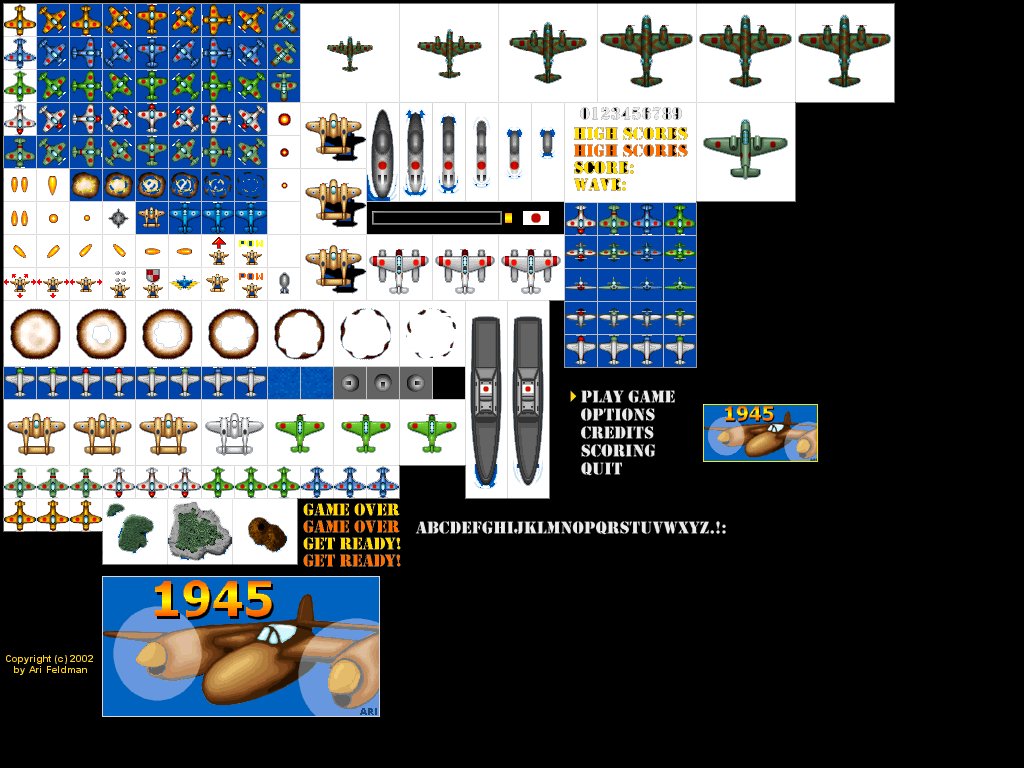 0123456789
HIGH SCORES
HIGH SCORES
SCORE:
WAVE:
POW
POW
PLAY GAME
OPTIONS
CREDITS
SCORING
QUIT
1945
GAME OVER
GAME OVER
GET READY!
GET READY!
ABCDEFGHIJKLMNOPQRSTUVWXYZ.!:
1945
Copyright (c) 2002
by Ari Feldman
ARI